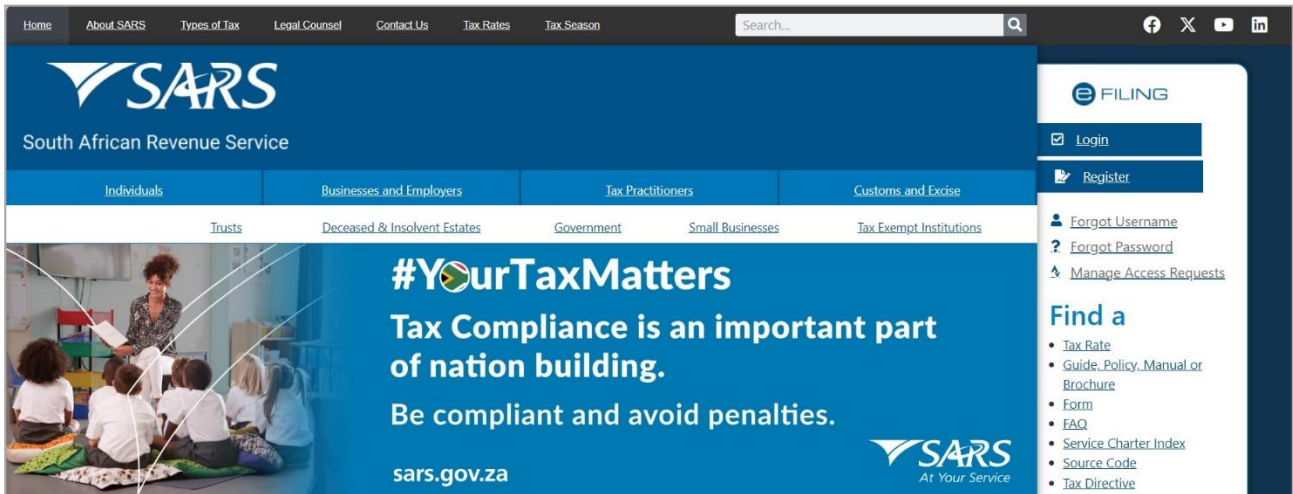 Home About SARS Types of Tax Legal Counsel Contact Us Tax Rates Tax Season Search...
SARS
South African Revenue Service
Individuals Businesses and Employers Tax Practitioners Customs and Excise
Trusts Deceased & Insolvent Estates Government Small Businesses Tax Exempt Institutions
#YourTaxMatters
Tax Compliance is an important part
of nation building.
Be compliant and avoid penalties.
sars.gov.za
SARS
At Your Service
e FILING
Login
Register
Forgot Username
? Forgot Password
Manage Access Requests
Find a
• Tax Rate
• Guide, Policy, Manual or
Brochure
• Form
• FAQ
• Service Charter Index
• Source Code
• Tax Directive